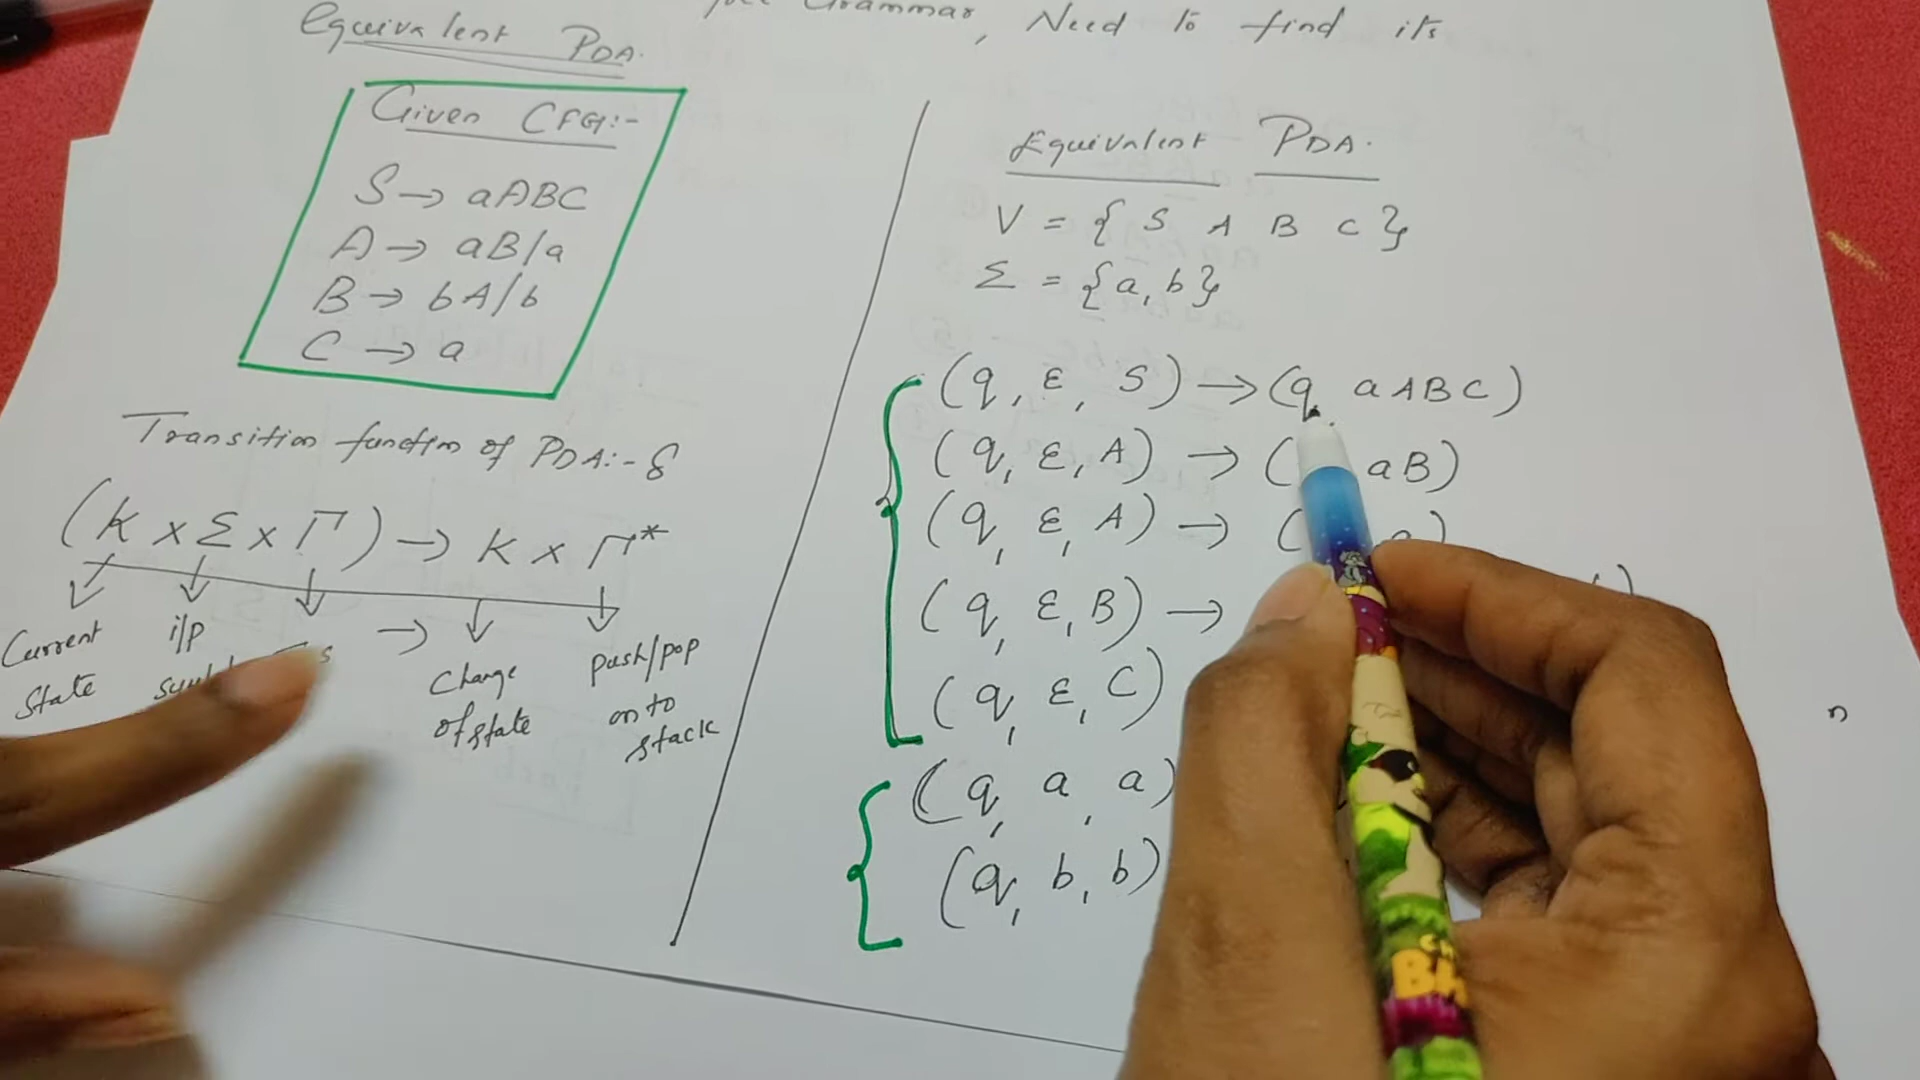 Grammar, Need to find its
Equivalent PDA.
Given CFG:-
S → aABC
A → aB/a
B → bA/b
C → a
Transition function of PDA:- δ
(K × Σ × Γ) → K × Γ*
Current State
i/p
→
Change of state
push/pop onto stack
Equivalent PDA.
V = { S A B C }
Σ = {a, b}
(q, ε, S) → (q, aABC)
(q, ε, A) → ( aB)
(q, ε, A) → ( a)
(q, ε, B) →
(q, ε, C)
(q, a, a)
(q, b, b)
n